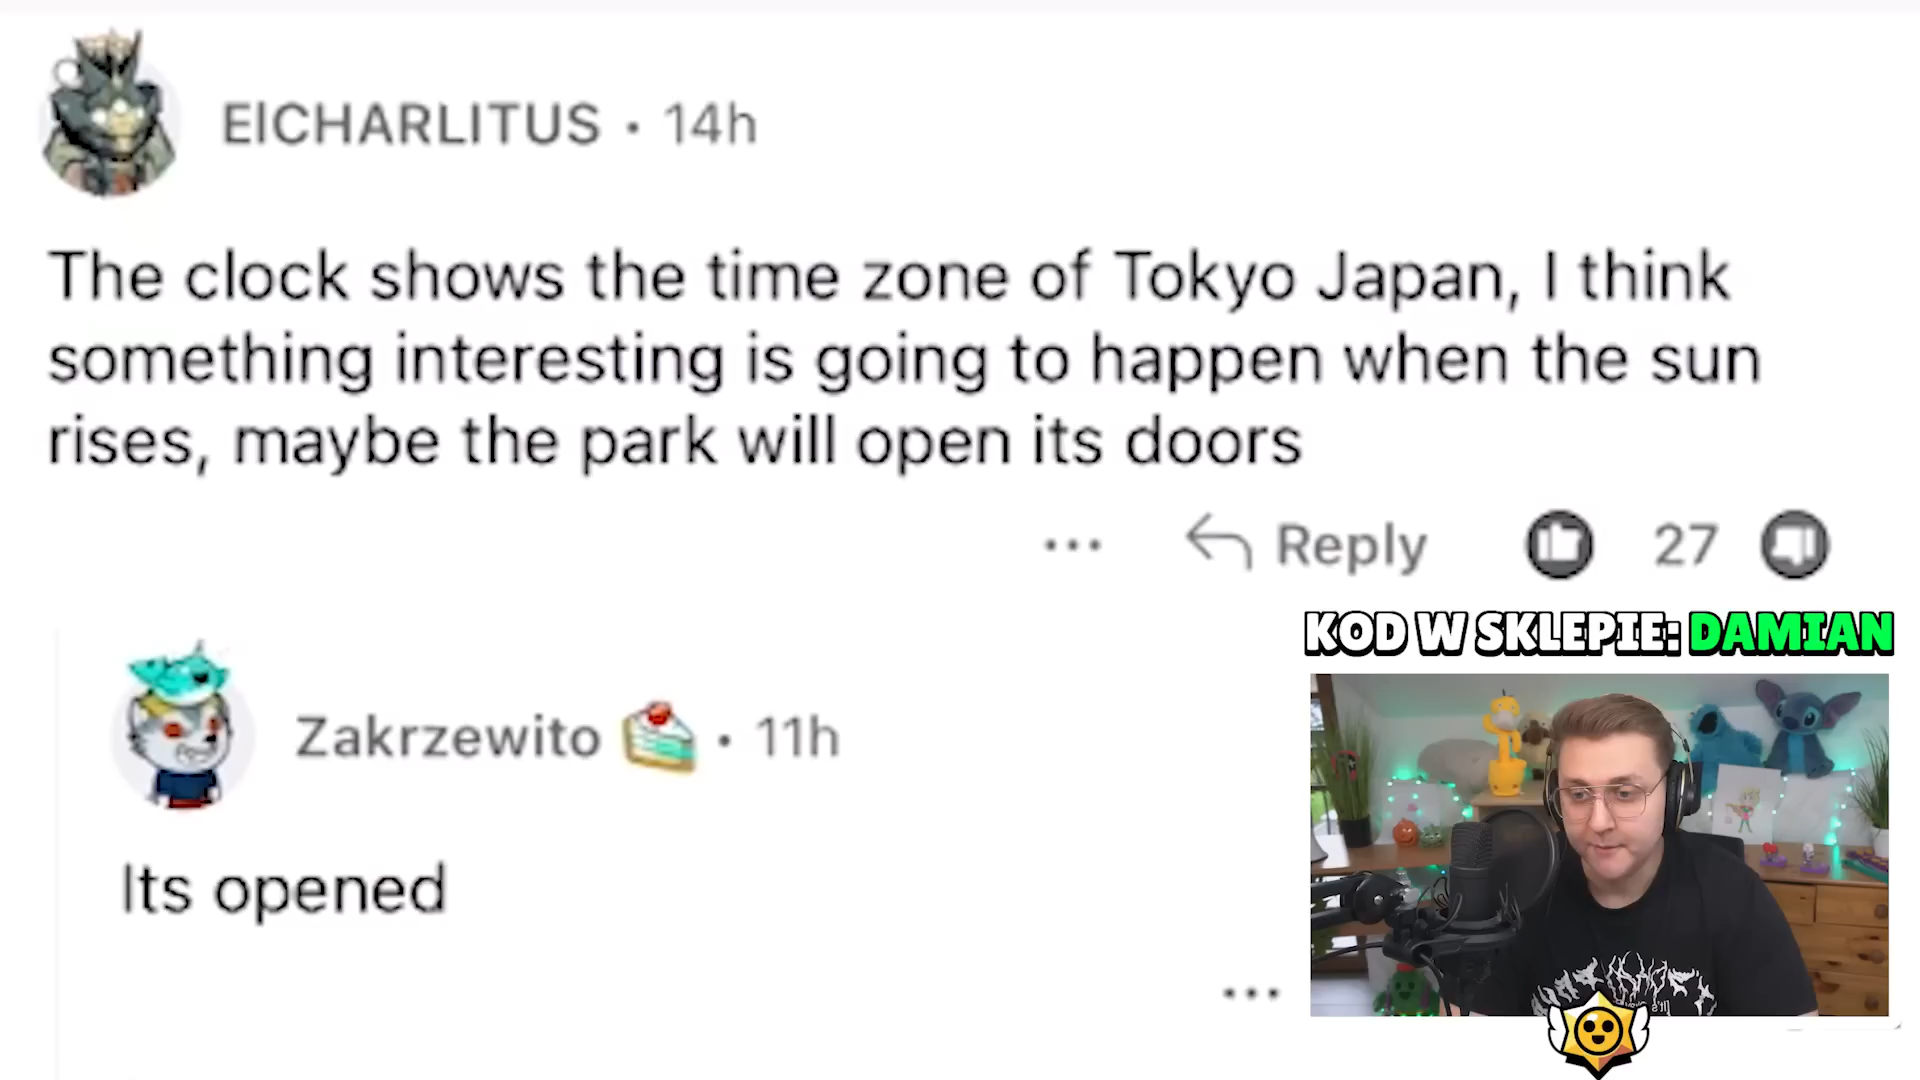 ElCHARLITUS · 14h
The clock shows the time zone of Tokyo Japan, I think
something interesting is going to happen when the sun
rises, maybe the park will open its doors
... Reply 27
KOD W SKLEPIE: DAMIAN
Zakrzewito 🍰 · 11h
Its opened
...